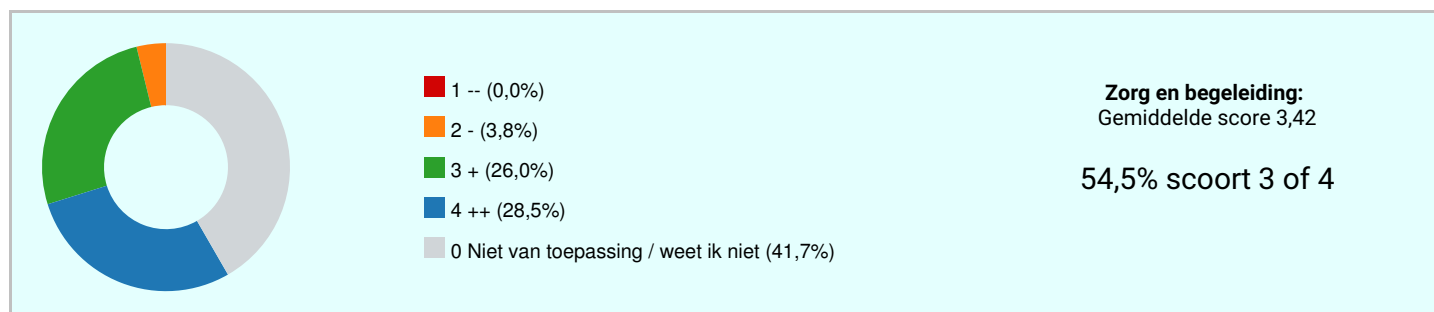 1 -- (0,0%)
2 - (3,8%)
3 + (26,0%)
4 ++ (28,5%)
0 Niet van toepassing / weet ik niet (41,7%)
Zorg en begeleiding:
Gemiddelde score 3,42
54,5% scoort 3 of 4